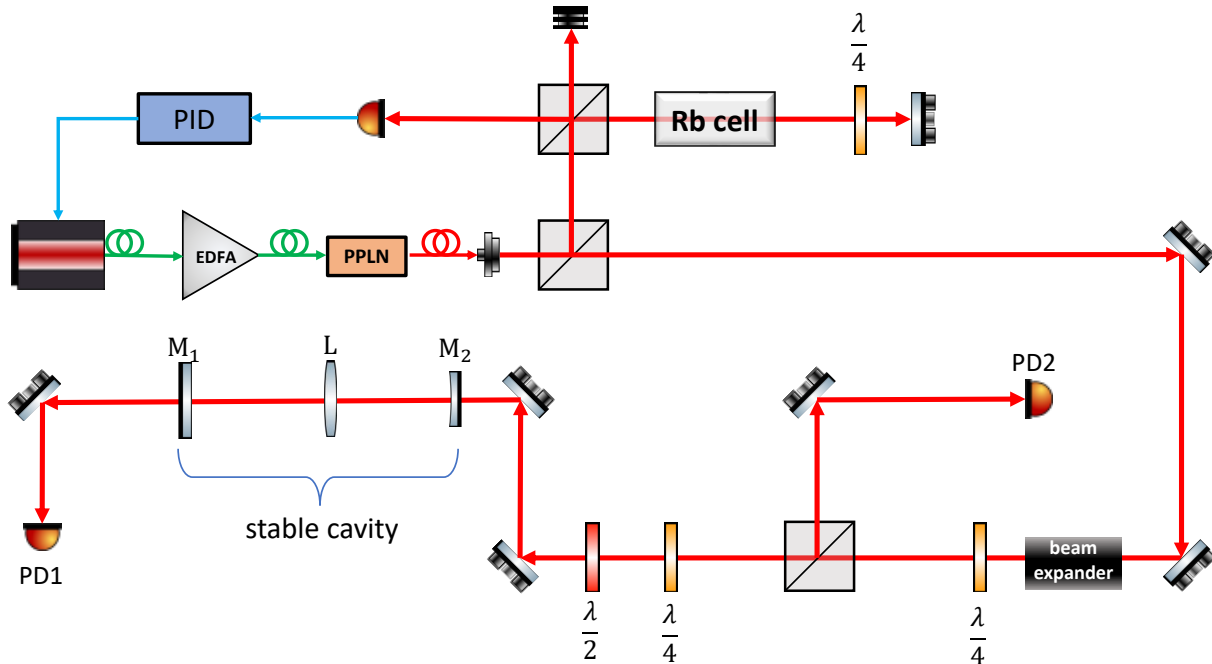 λ
4
PID
Rb cell
EDFA
PPLN
M1
L
M2
PD2
stable cavity
PD1
beam
expander
λ
2
λ
4
λ
4